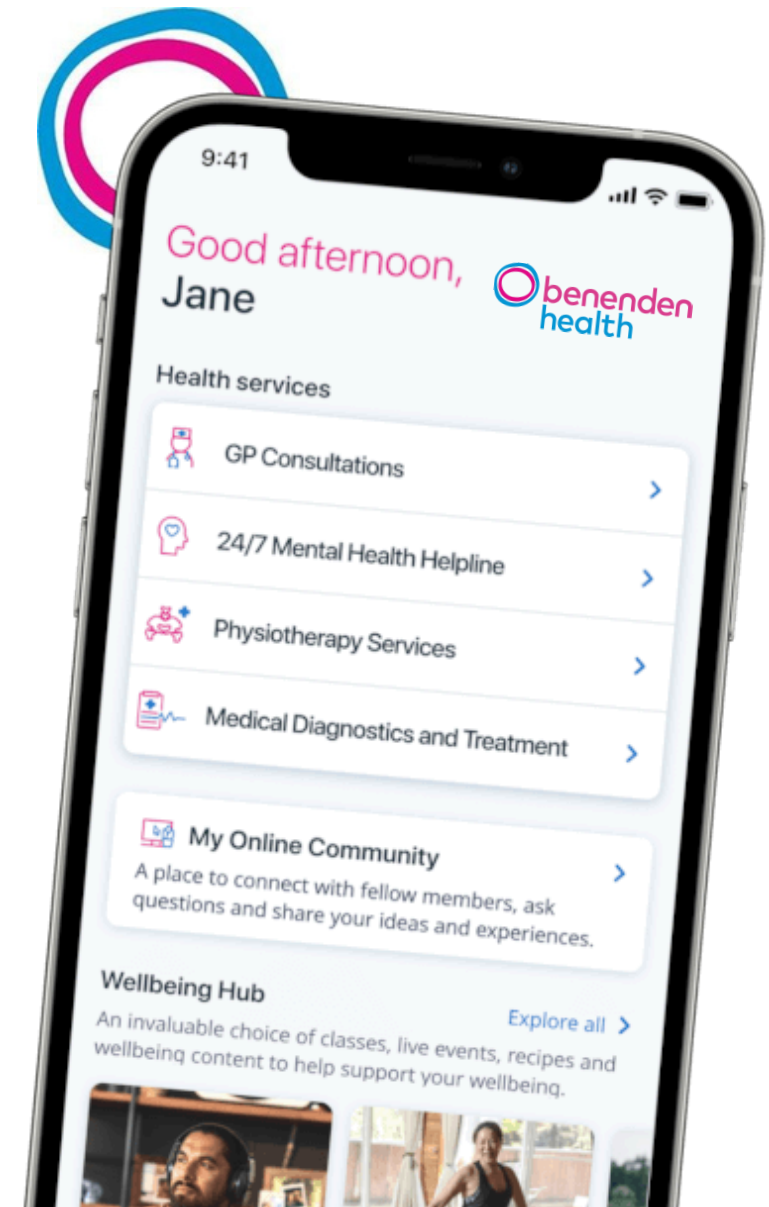 9:41
Good afternoon,
Jane
benenden
health
Health services
GP Consultations
24/7 Mental Health Helpline
Physiotherapy Services
Medical Diagnostics and Treatment
My Online Community
A place to connect with fellow members, ask
questions and share your ideas and experiences.
Wellbeing Hub
Explore all
An invaluable choice of classes, live events, recipes and
wellbeing content to help support your wellbeing.